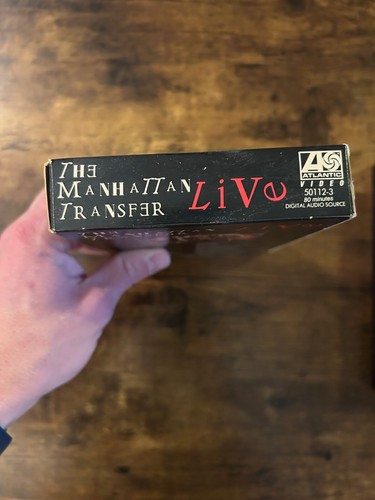 THE
MANHATTAN
TRANSFER
LiVe
ATLANTIC
VIDEO
50112-3
80 minutes
DIGITAL AUDIO SOURCE